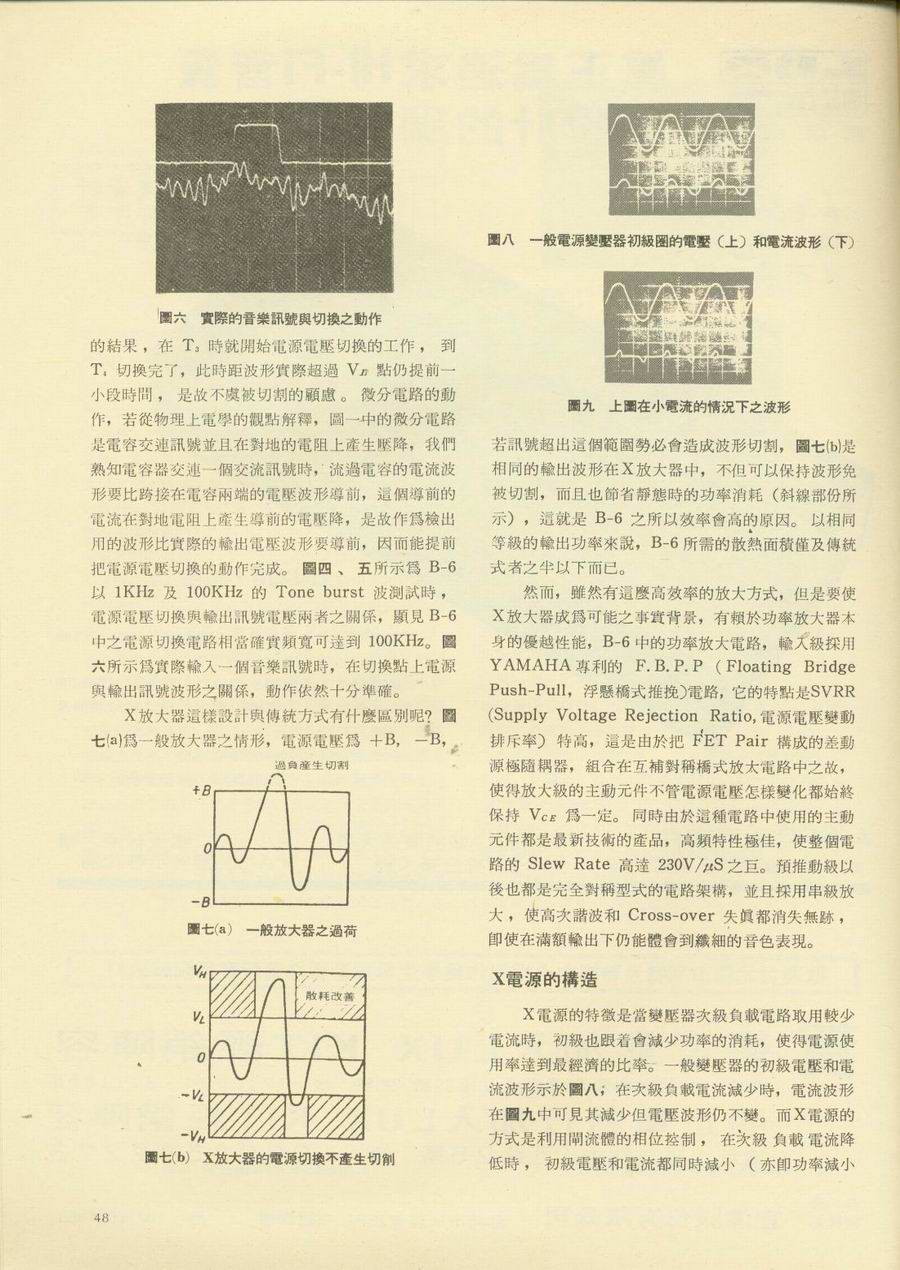 圖六　實際的音樂訊號與切換之動作
的結果，在 T₃ 時就開始電源電壓切換的工作，到
T₄ 切換完了，此時距波形實際超過 V 點仍提前一
小段時間，是故不虞被切割的顧慮。微分電路的動
作，若從物理上電學的觀點解釋，圖一中的微分電路
是電容交連訊號並且在對地的電阻上產生壓降，我們
熟知電容器交連一個交流訊號時，流過電容的電流波
形要比跨接在電容兩端的電壓波形導前，這個導前的
電流在對地電阻上產生導前的電壓降，是故作爲檢出
用的波形比實際的輸出電壓波形要導前，因而能提前
把電源電壓切換的動作完成。圖四、五所示爲 B-6
以 1KHz 及 100KHz 的 Tone burst 波測試時，
電源電壓切換與輸出訊號電壓兩者之關係，顯見 B-6
中之電源切換電路相當確實頻寬可達到 100KHz。圖
六所示爲實際輸入一個音樂訊號時，在切換點上電源
與輸出訊號波形之關係，動作依然十分準確。
X放大器這樣設計與傳統方式有什麼區別呢？圖
七(a)爲一般放大器之情形，電源電壓爲 +B，-B，
過負產生切割
+B
0
-B
圖七(a)　一般放大器之過荷
VH
散耗改善
VL
0
-VL
-VH
圖七(b)　X放大器的電源切換不產生切削
48
圖八　一般電源變壓器初級圈的電壓（上）和電流波形（下）
圖九　上圖在小電流的情況下之波形
若訊號超出這個範圍勢必會造成波形切割，圖七(b)是
相同的輸出波形在X放大器中，不但可以保持波形免
被切割，而且也節省靜態時的功率消耗（斜線部份所
示），這就是 B-6 之所以效率會高的原因。以相同
等級的輸出功率來說，B-6 所需的散熱面積僅及傳統
式者之半以下而已。
然而，雖然有這麼高效率的放大方式，但是要使
X放大器成爲可能之事實背景，有賴於功率放大器本
身的優越性能，B-6 中的功率放大電路，輸入級採用
YAMAHA 專利的 F.B.P.P（Floating Bridge
Push-Pull，浮懸橋式推挽)電路，它的特點是SVRR
(Supply Voltage Rejection Ratio, 電源電壓變動
排斥率）特高，這是由於把 FET Pair 構成的差動
源極隨耦器，組合在互補對稱橋式放大電路中之故，
使得放大級的主動元件不管電源電壓怎樣變化都始終
保持 VCE 爲一定。同時由於這種電路中使用的主動
元件都是最新技術的產品，高頻特性極佳，使整個電
路的 Slew Rate 高達 230V/μS 之巨。預推動級以
後也都是完全對稱型式的電路架構，並且採用串級放
大，使高次諧波和 Cross-over 失眞都消失無跡，
卽使在滿額輸出下仍能體會到纖細的音色表現。
X電源的構造
X電源的特徵是當變壓器次級負載電路取用較少
電流時，初級也跟着會減少功率的消耗，使得電源使
用率達到最經濟的比率。一般變壓器的初級電壓和電
流波形示於圖八；在次級負載電流減少時，電流波形
在圖九中可見其減少但電壓波形仍不變。而X電源的
方式是利用閘流體的相位控制，在次級負載電流降
低時，初級電壓和電流都同時減小（亦卽功率減小